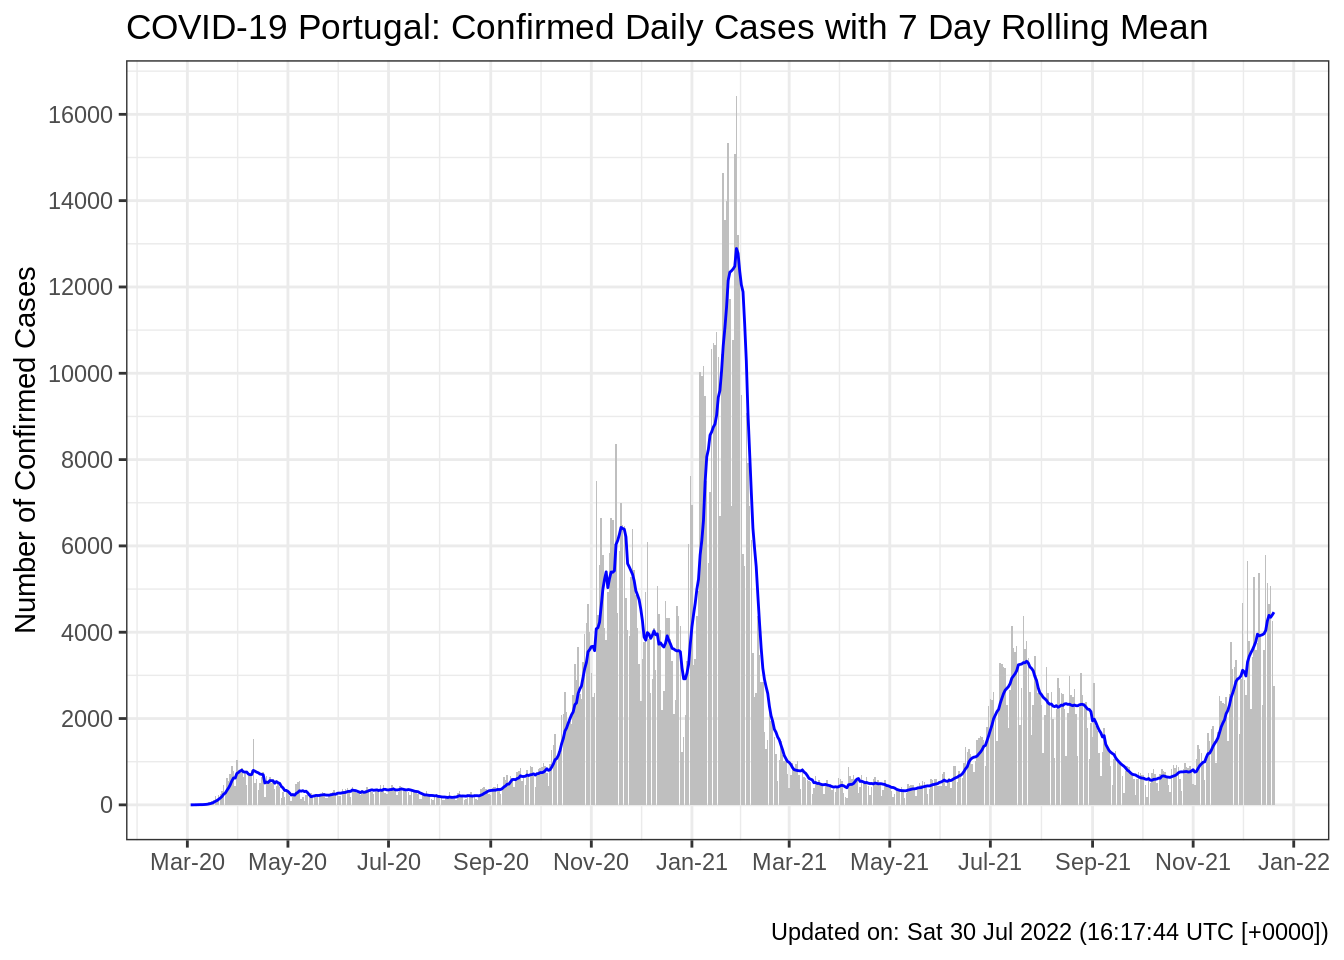 COVID-19 Portugal: Confirmed Daily Cases with 7 Day Rolling Mean
Number of Confirmed Cases
16000
14000
12000
10000
8000
6000
4000
2000
0
Mar-20 May-20 Jul-20 Sep-20 Nov-20 Jan-21 Mar-21 May-21 Jul-21 Sep-21 Nov-21 Jan-22
Updated on: Sat 30 Jul 2022 (16:17:44 UTC [+0000])